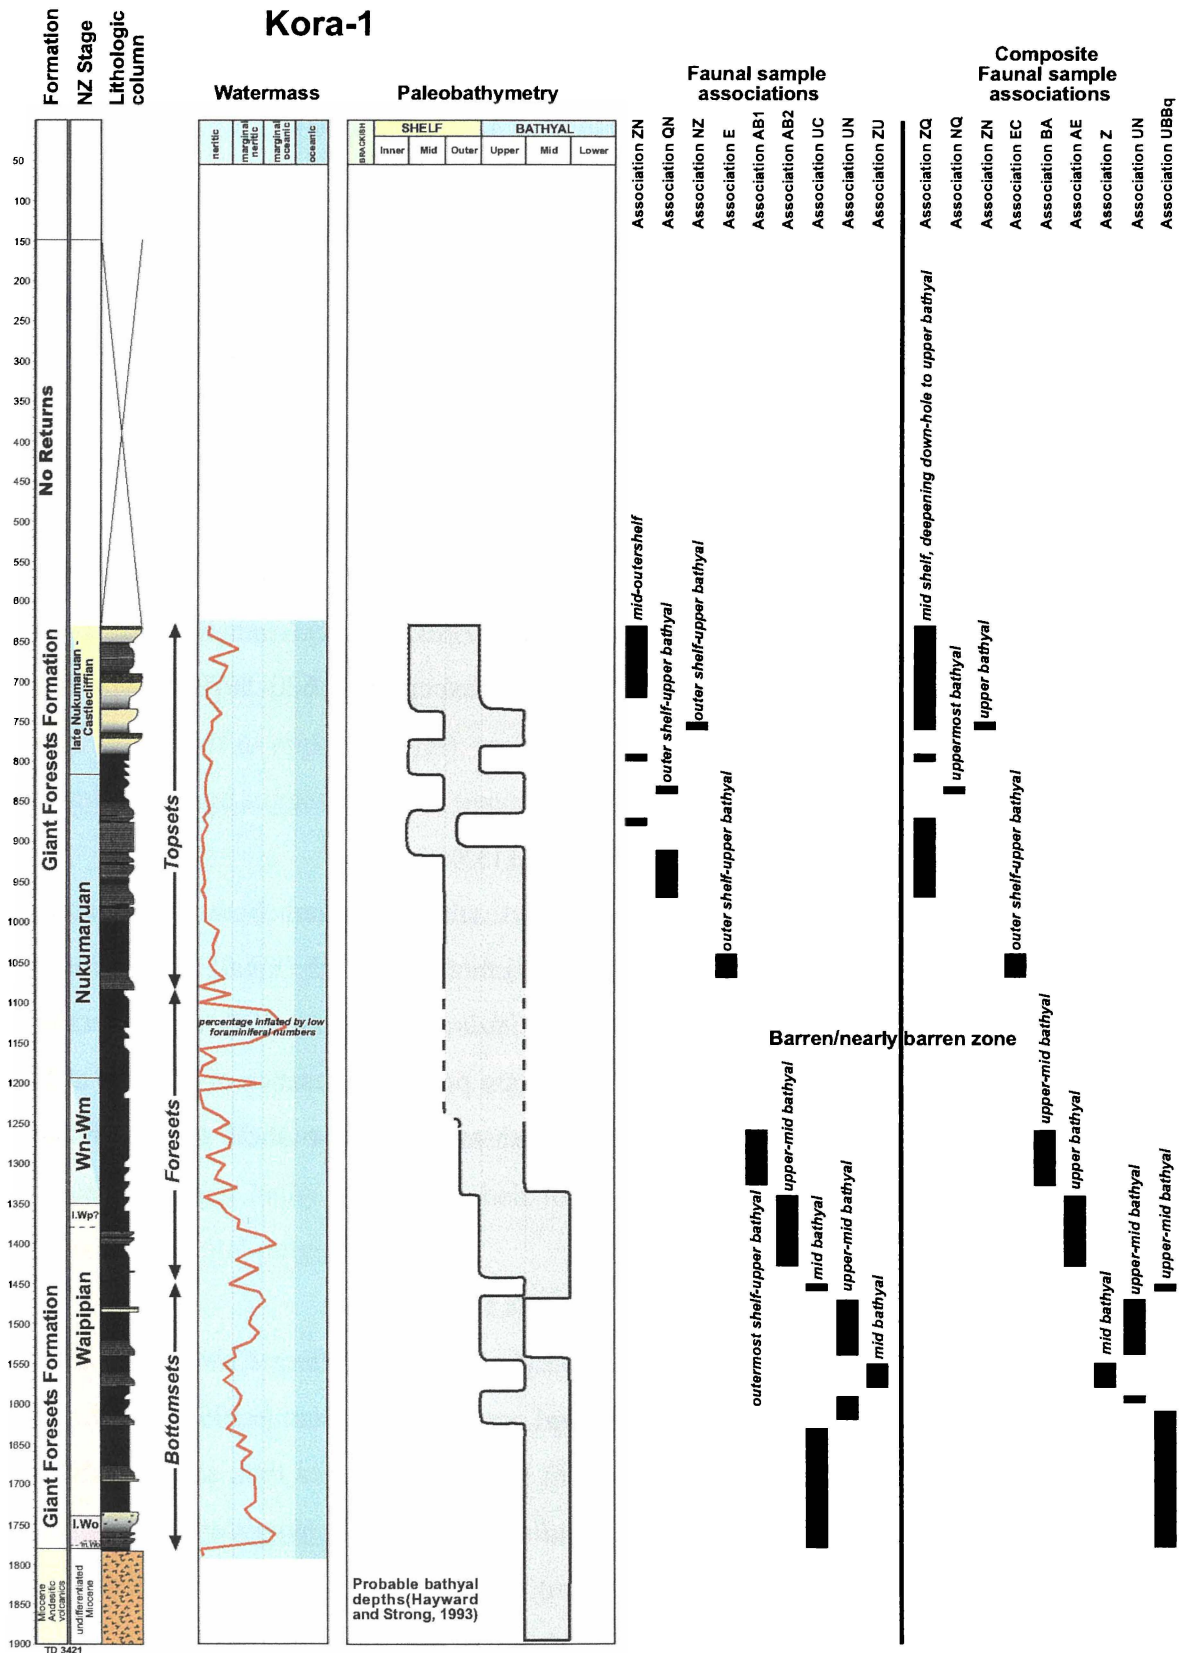 Kora-1
Formation
NZ Stage
Lithologic
column
Watermass
Paleobathymetry
Faunal sample
associations
Composite
Faunal sample
associations
neritic
marginal
neritic
marginal
oceanic
oceanic
BRACKISH
SHELF
BATHYAL
Inner
Mid
Outer
Upper
Mid
Lower
Association ZN
Association QN
Association NZ
Association E
Association AB1
Association AB2
Association UC
Association UN
Association ZU
Association ZQ
Association NQ
Association ZN
Association EC
Association BA
Association AE
Association Z
Association UN
Association UBBq
50
100
150
200
250
300
350
400
450
500
550
600
650
700
750
800
850
900
950
1000
1050
1100
1150
1200
1250
1300
1350
1400
1450
1500
1550
1600
1650
1700
1750
1800
1850
1900
No Returns
Giant Foresets Formation
Giant Foresets Formation
Miocene
Andesitic
volcanics
TD 3421
late Nukumaruan -
Castlecliffian
Nukumaruan
Wn-Wm
l.Wp?
Waipipian
l.Wo
undifferentiated
Miocene
Topsets
Foresets
Bottomsets
percentage inflated by low
foraminiferal numbers
Probable bathyal
depths(Hayward
and Strong, 1993)
mid-outershelf
outer shelf-upper bathyal
outer shelf-upper bathyal
outer shelf-upper bathyal
outermost shelf-upper bathyal
upper-mid bathyal
mid bathyal
upper-mid bathyal
mid bathyal
Barren/nearly barren zone
mid shelf, deepening down-hole to upper bathyal
uppermost bathyal
upper bathyal
outer shelf-upper bathyal
upper-mid bathyal
upper bathyal
mid bathyal
upper-mid bathyal
upper-mid bathyal